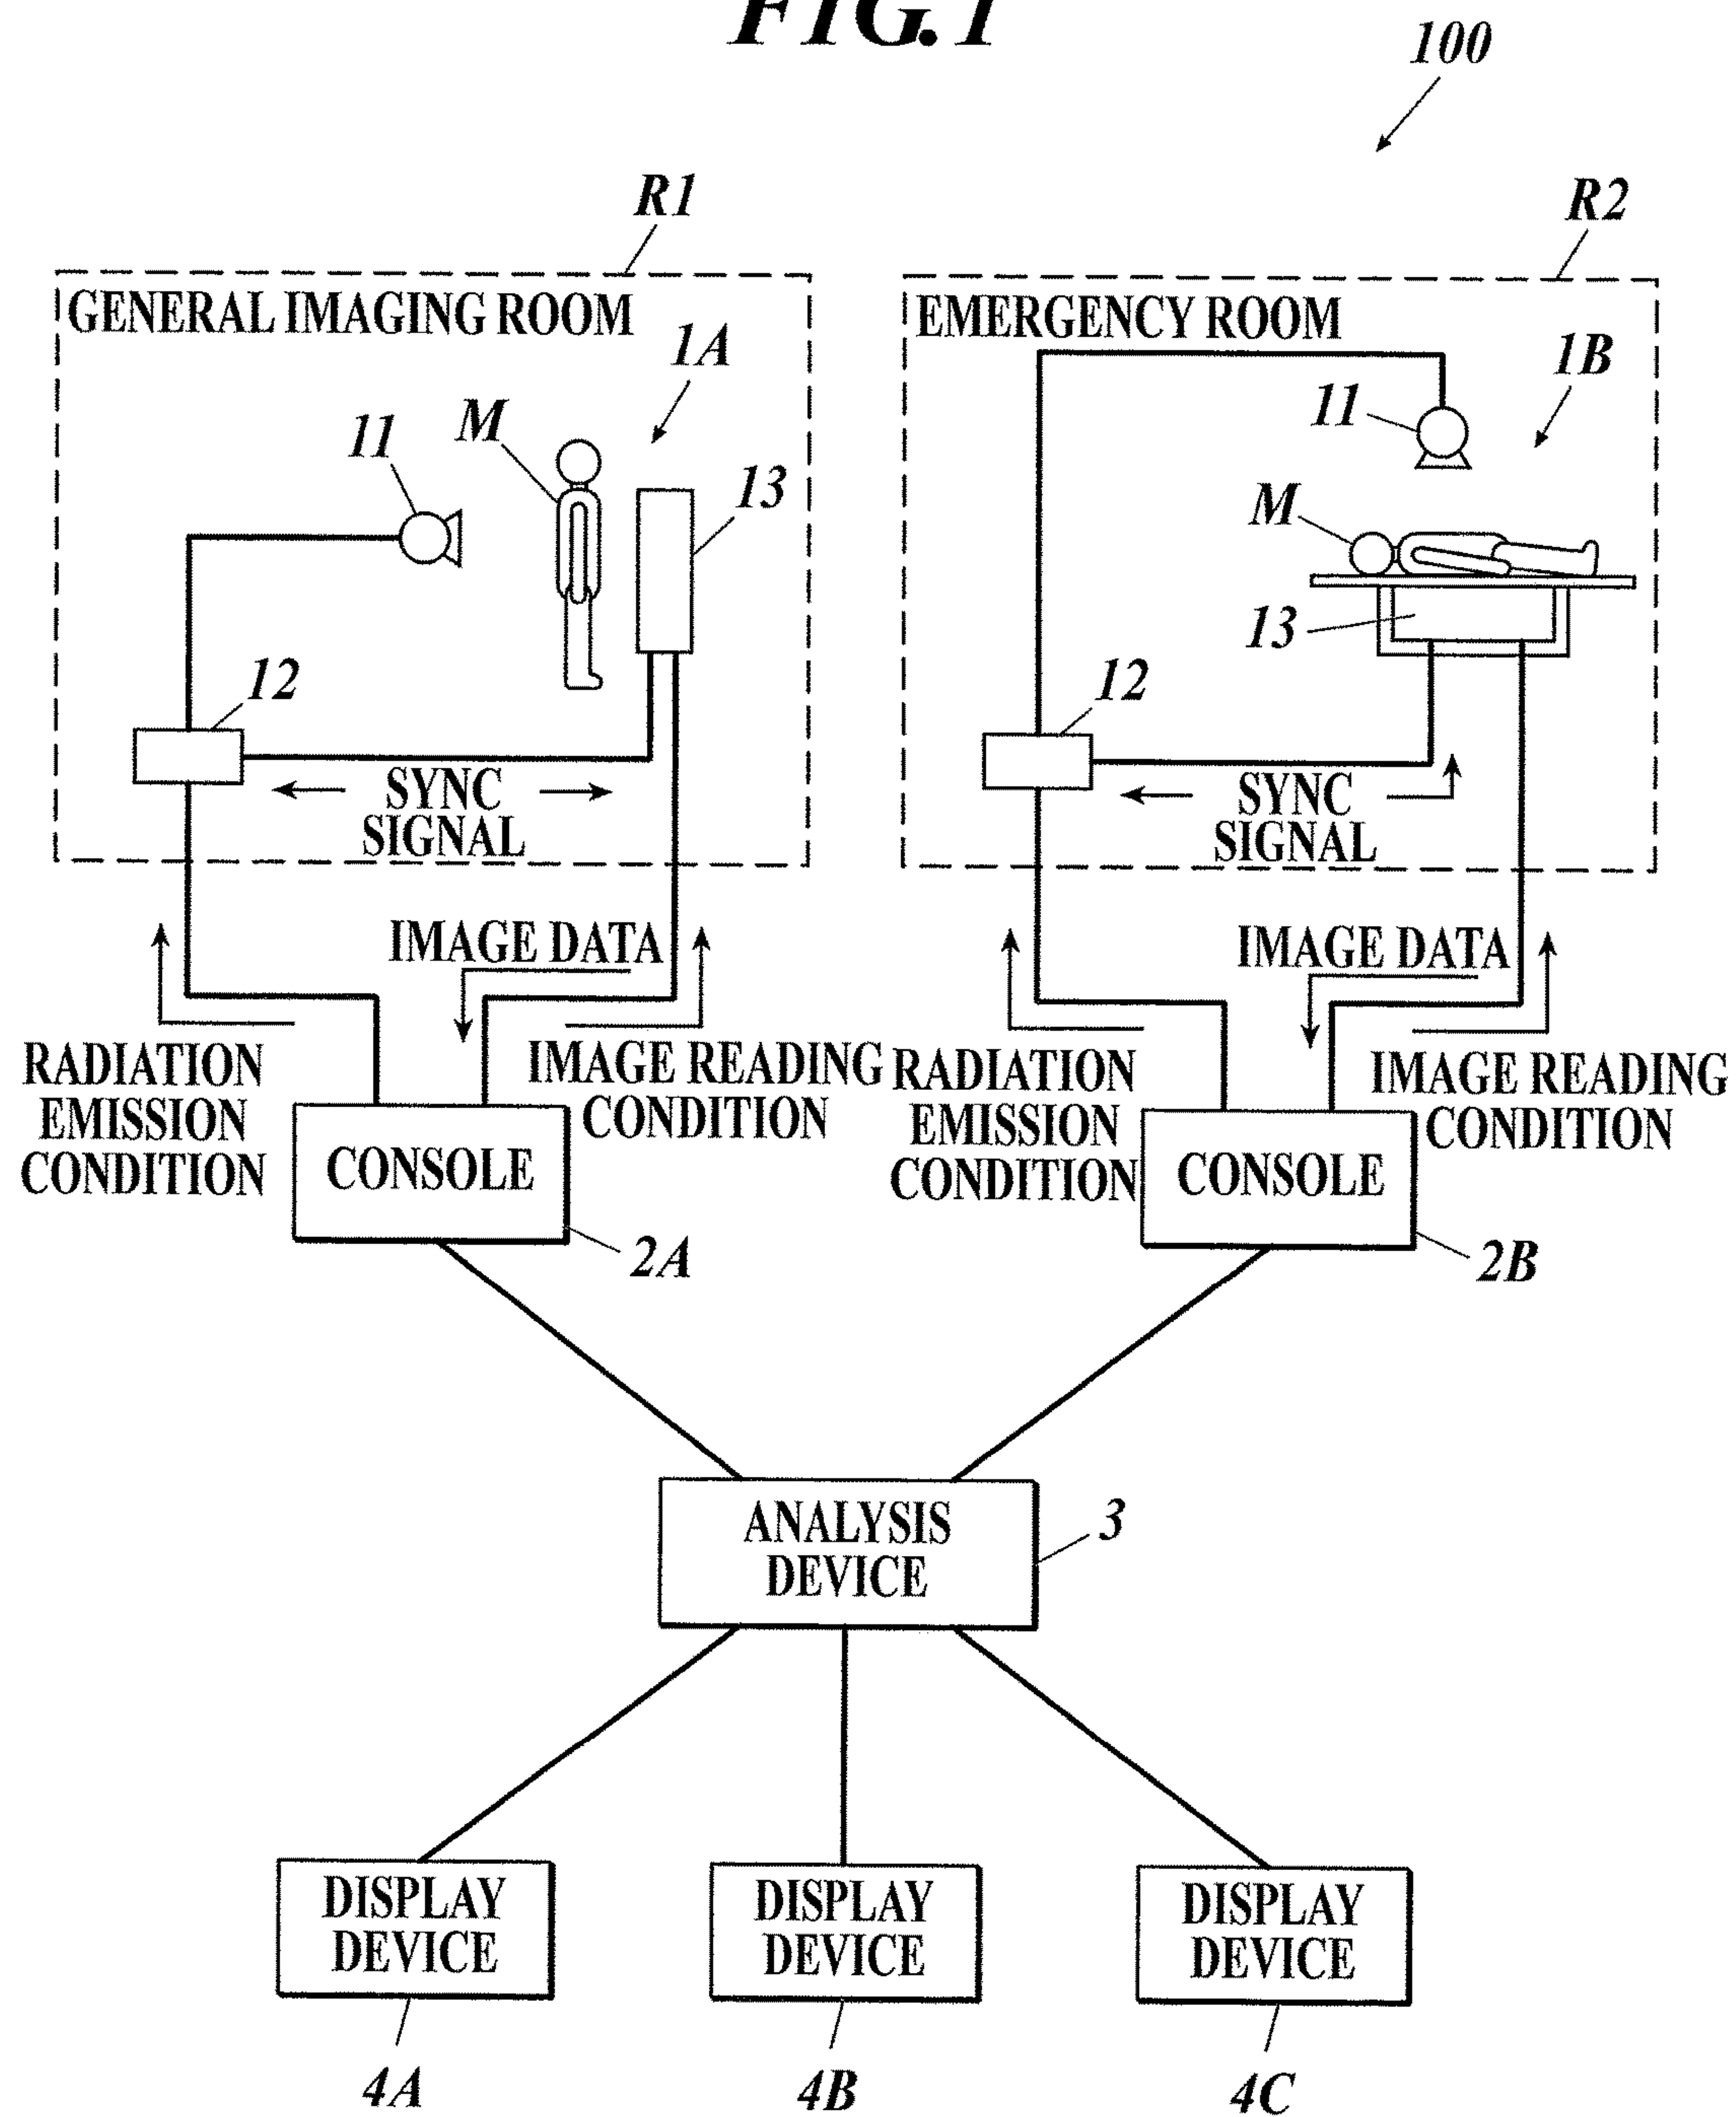 FIG.1
100
R1
R2
GENERAL IMAGING ROOM
EMERGENCY ROOM
1A
1B
11
M
13
11
M
13
12
12
SYNC
SIGNAL
SYNC
SIGNAL
IMAGE DATA
IMAGE DATA
RADIATION
EMISSION
CONDITION
IMAGE READING
CONDITION
RADIATION
EMISSION
CONDITION
IMAGE READING
CONDITION
CONSOLE
CONSOLE
2A
2B
ANALYSIS
DEVICE
3
DISPLAY
DEVICE
DISPLAY
DEVICE
DISPLAY
DEVICE
4A
4B
4C